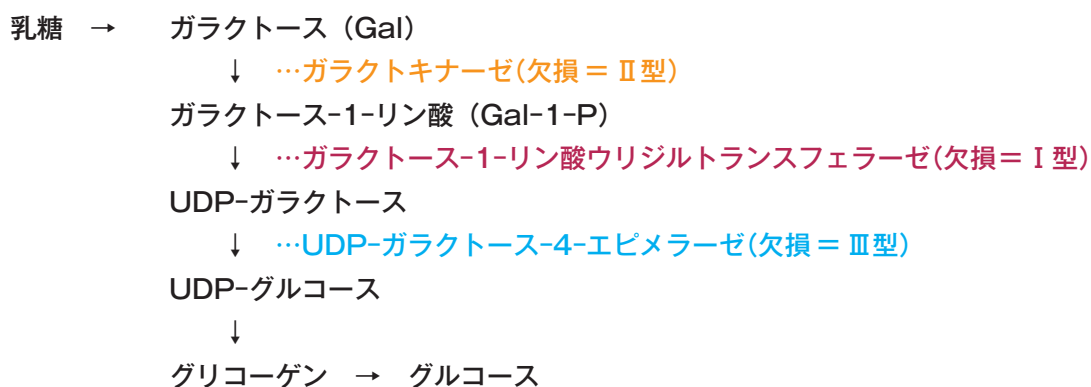 乳糖 → ガラクトース（Gal）
↓ …ガラクトキナーゼ(欠損＝Ⅱ型)
ガラクトース-1-リン酸（Gal-1-P）
↓ …ガラクトース-1-リン酸ウリジルトランスフェラーゼ(欠損＝Ⅰ型)
UDP-ガラクトース
↓ …UDP-ガラクトース-4-エピメラーゼ(欠損＝Ⅲ型)
UDP-グルコース
↓
グリコーゲン → グルコース